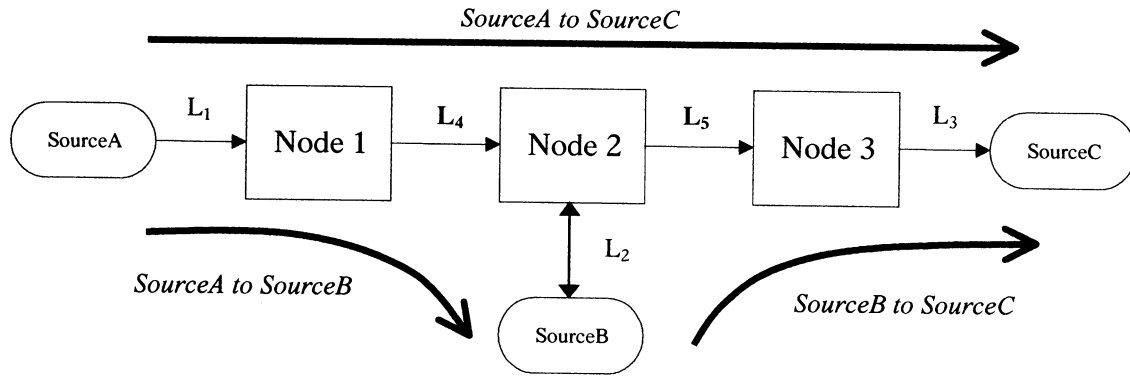 SourceA to SourceC
SourceA
L₁
Node 1
L₄
Node 2
L₅
Node 3
L₃
SourceC
L₂
SourceA to SourceB
SourceB
SourceB to SourceC